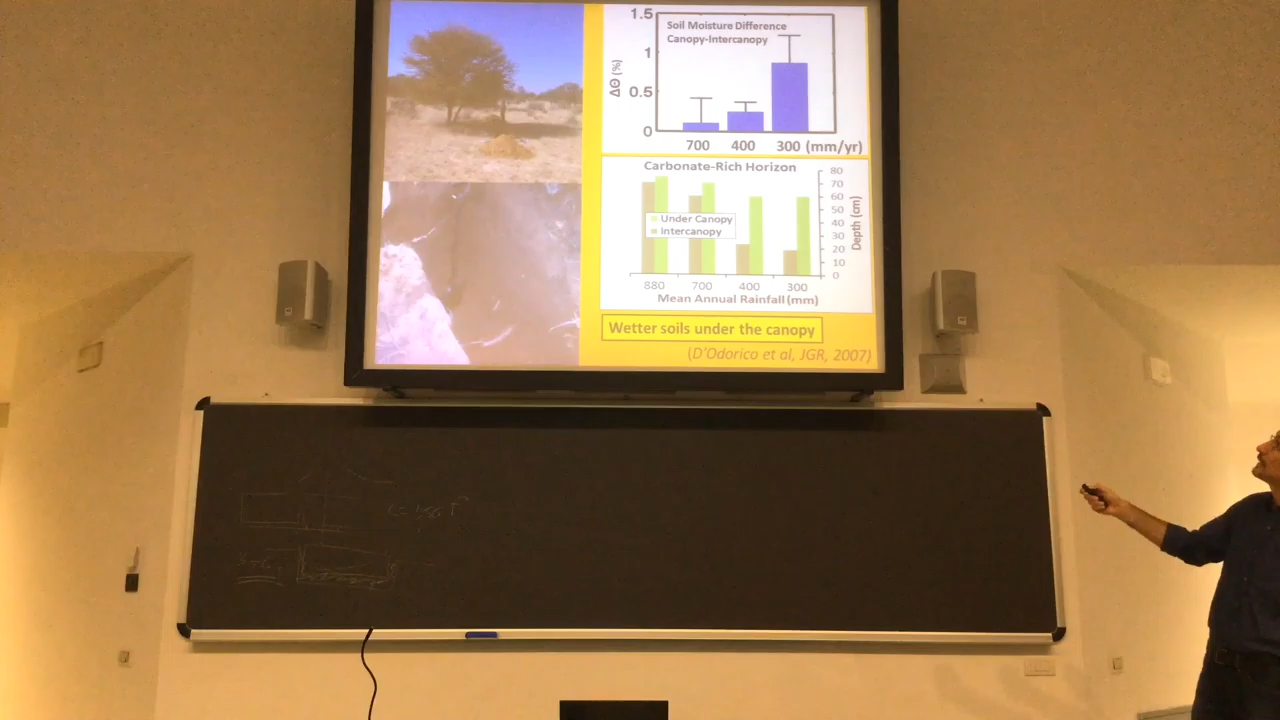 1.5
Soil Moisture Difference
Canopy-Intercanopy
1
ΔΘ (%)
0.5
0
700 400 300 (mm/yr)
Carbonate-Rich Horizon
80
70
60
50
40
30
20
10
0
Depth (cm)
Under Canopy
Intercanopy
880 700 400 300
Mean Annual Rainfall (mm)
Wetter soils under the canopy
(D'Odorico et al, JGR, 2007)